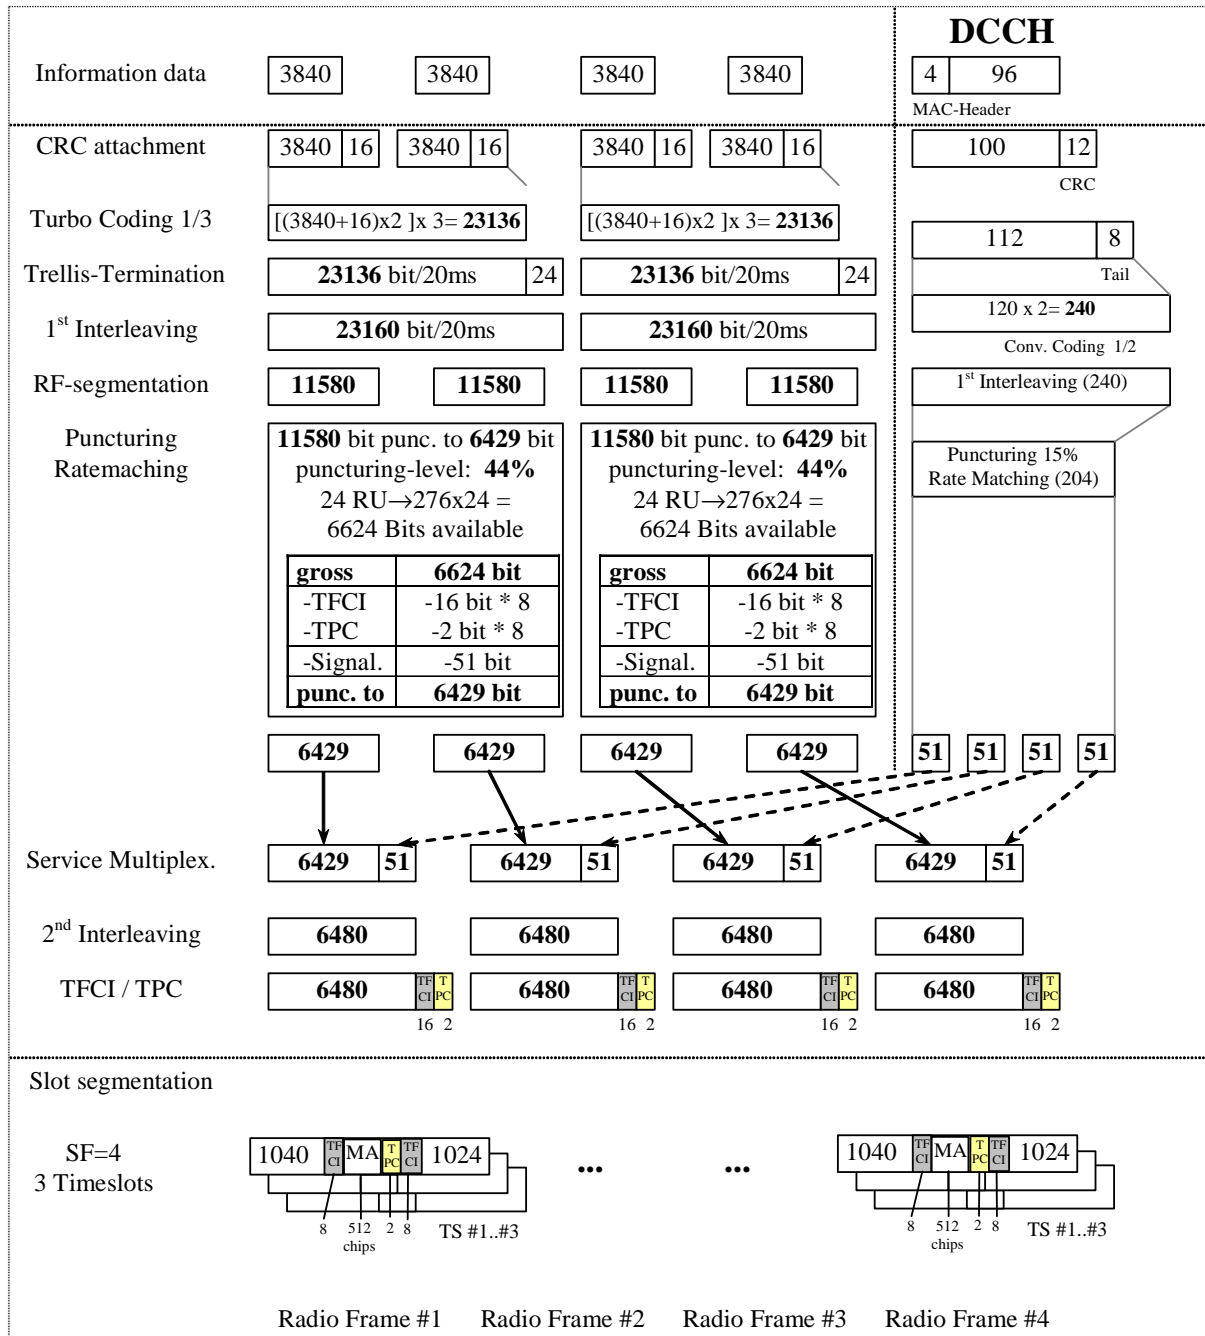 DCCH
Information data 3840 3840 3840 3840 4 96
MAC-Header
CRC attachment 3840 16 3840 16 3840 16 3840 16 100 12
CRC
Turbo Coding 1/3 [(3840+16)x2 ]x 3= 23136 [(3840+16)x2 ]x 3= 23136
112 8
Tail
Trellis-Termination 23136 bit/20ms 24 23136 bit/20ms 24
120 x 2= 240
1st Interleaving 23160 bit/20ms 23160 bit/20ms
Conv. Coding 1/2
RF-segmentation 11580 11580 11580 11580 1st Interleaving (240)
Puncturing
Ratemaching
11580 bit punc. to 6429 bit
puncturing-level: 44%
24 RU→276x24 =
6624 Bits available
gross 6624 bit
-TFCI -16 bit * 8
-TPC -2 bit * 8
-Signal. -51 bit
punc. to 6429 bit
11580 bit punc. to 6429 bit
puncturing-level: 44%
24 RU→276x24 =
6624 Bits available
gross 6624 bit
-TFCI -16 bit * 8
-TPC -2 bit * 8
-Signal. -51 bit
punc. to 6429 bit
Puncturing 15%
Rate Matching (204)
6429 6429 6429 6429 51 51 51 51
Service Multiplex. 6429 51 6429 51 6429 51 6429 51
2nd Interleaving 6480 6480 6480 6480
TFCI / TPC 6480 TF CI T PC 6480 TF CI T PC 6480 TF CI T PC 6480 TF CI T PC
16 2 16 2 16 2 16 2
Slot segmentation
SF=4
3 Timeslots
1040 TF CI MA T PC TF CI 1024
8 512 2 8 TS #1..#3
chips
... ...
1040 TF CI MA T PC TF CI 1024
8 512 2 8 TS #1..#3
chips
Radio Frame #1 Radio Frame #2 Radio Frame #3 Radio Frame #4